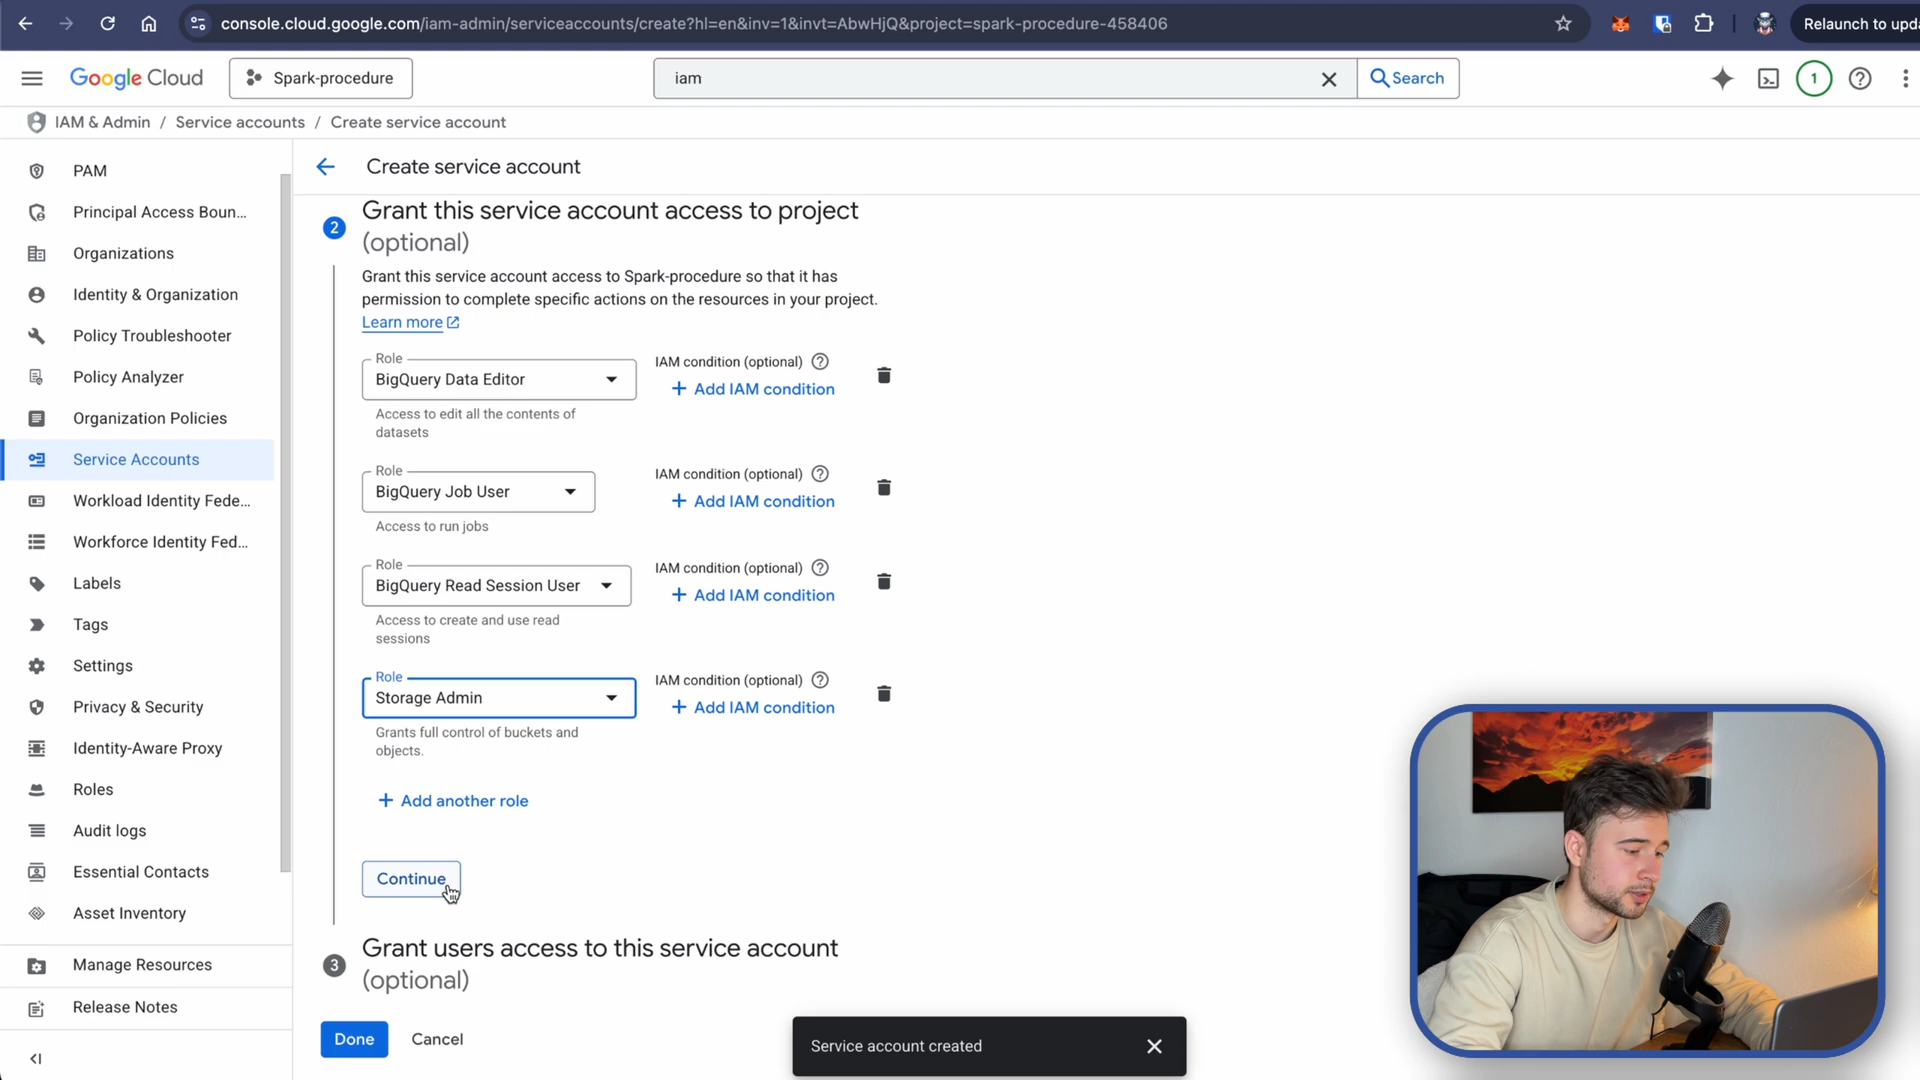 console.cloud.google.com/iam-admin/serviceaccounts/create?hl=en&inv=1&invt=AbwHjQ&project=spark-procedure-458406
Relaunch to upda
Google Cloud
Spark-procedure
iam
Search
1
IAM & Admin / Service accounts / Create service account
PAM
Principal Access Boun...
Organizations
Identity & Organization
Policy Troubleshooter
Policy Analyzer
Organization Policies
Service Accounts
Workload Identity Fede...
Workforce Identity Fed...
Labels
Tags
Settings
Privacy & Security
Identity-Aware Proxy
Roles
Audit logs
Essential Contacts
Asset Inventory
Manage Resources
Release Notes
Create service account
2
Grant this service account access to project
(optional)
Grant this service account access to Spark-procedure so that it has
permission to complete specific actions on the resources in your project.
Learn more
Role
BigQuery Data Editor
IAM condition (optional)
+ Add IAM condition
Access to edit all the contents of
datasets
Role
BigQuery Job User
IAM condition (optional)
+ Add IAM condition
Access to run jobs
Role
BigQuery Read Session User
IAM condition (optional)
+ Add IAM condition
Access to create and use read
sessions
Role
Storage Admin
IAM condition (optional)
+ Add IAM condition
Grants full control of buckets and
objects.
+ Add another role
Continue
3
Grant users access to this service account
(optional)
Done
Cancel
Service account created